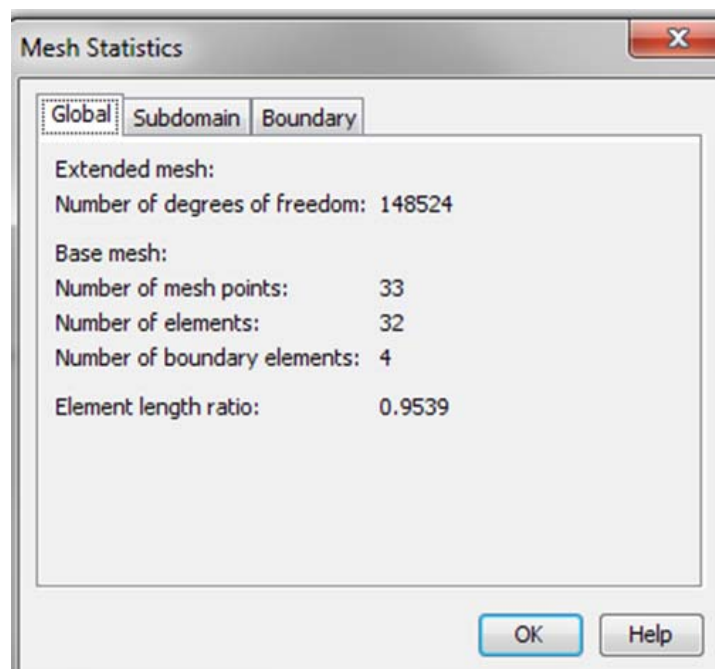 Mesh Statistics
Global Subdomain Boundary
Extended mesh:
Number of degrees of freedom: 148524
Base mesh:
Number of mesh points: 33
Number of elements: 32
Number of boundary elements: 4
Element length ratio: 0.9539
OK Help